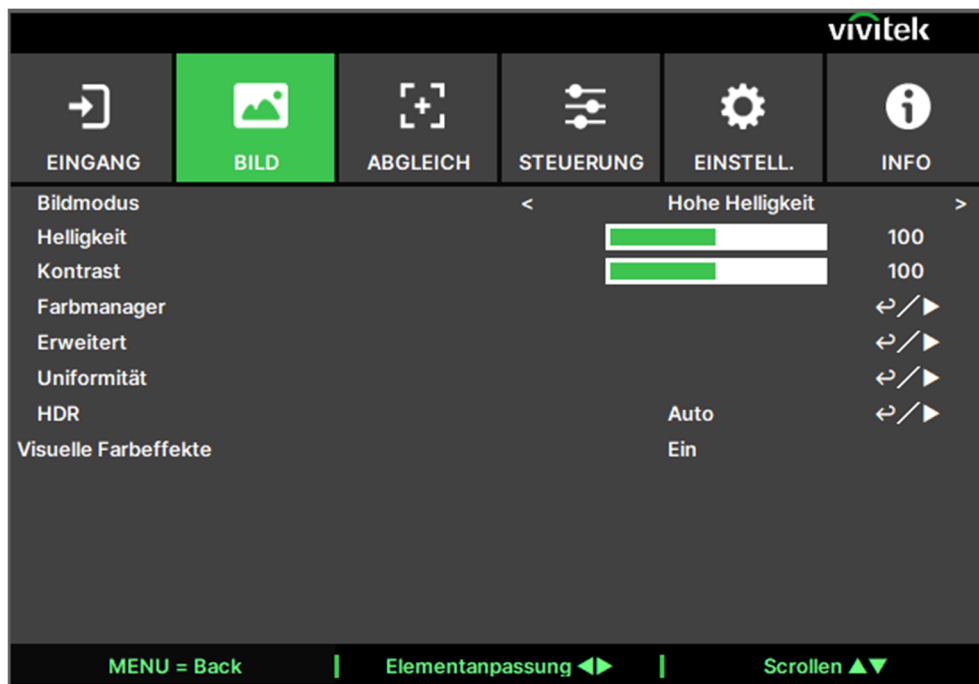 vivitek
EINGANG BILD ABGLEICH STEUERUNG EINSTELL. INFO
Bildmodus < Hohe Helligkeit >
Helligkeit 100
Kontrast 100
Farbmanager ↩/▶
Erweitert ↩/▶
Uniformität ↩/▶
HDR Auto ↩/▶
Visuelle Farbeffekte Ein
MENU = Back | Elementanpassung ◀▶ | Scrollen ▲▼